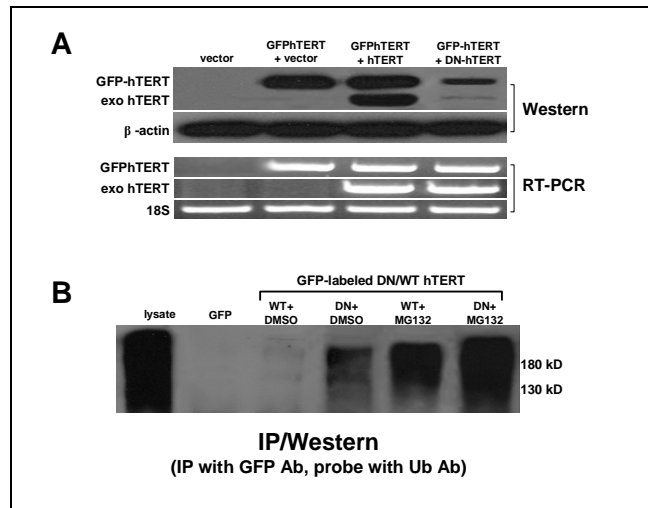 A
vector
GFPhTERT
+ vector
GFPhTERT
+ hTERT
GFP-hTERT
+ DN-hTERT
GFP-hTERT
exo hTERT
β -actin
Western
GFPhTERT
exo hTERT
18S
RT-PCR
B
GFP-labeled DN/WT hTERT
lysate
GFP
WT+
DMSO
DN+
DMSO
WT+
MG132
DN+
MG132
180 kD
130 kD
IP/Western
(IP with GFP Ab, probe with Ub Ab)